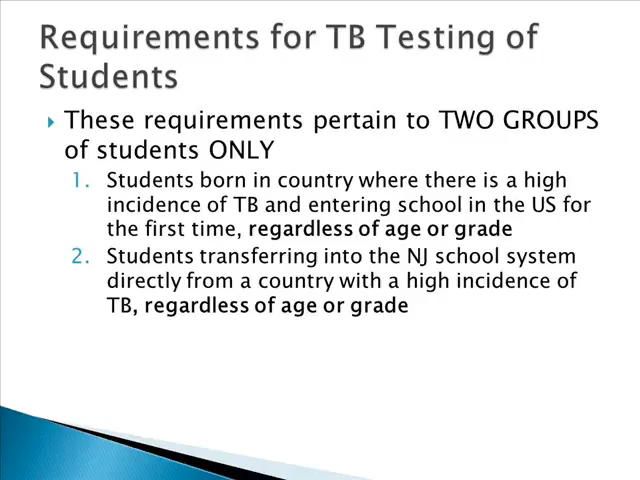 Requirements for TB Testing of
Students
These requirements pertain to TWO GROUPS
of students ONLY
1. Students born in country where there is a high
incidence of TB and entering school in the US for
the first time, regardless of age or grade
2. Students transferring into the NJ school system
directly from a country with a high incidence of
TB, regardless of age or grade